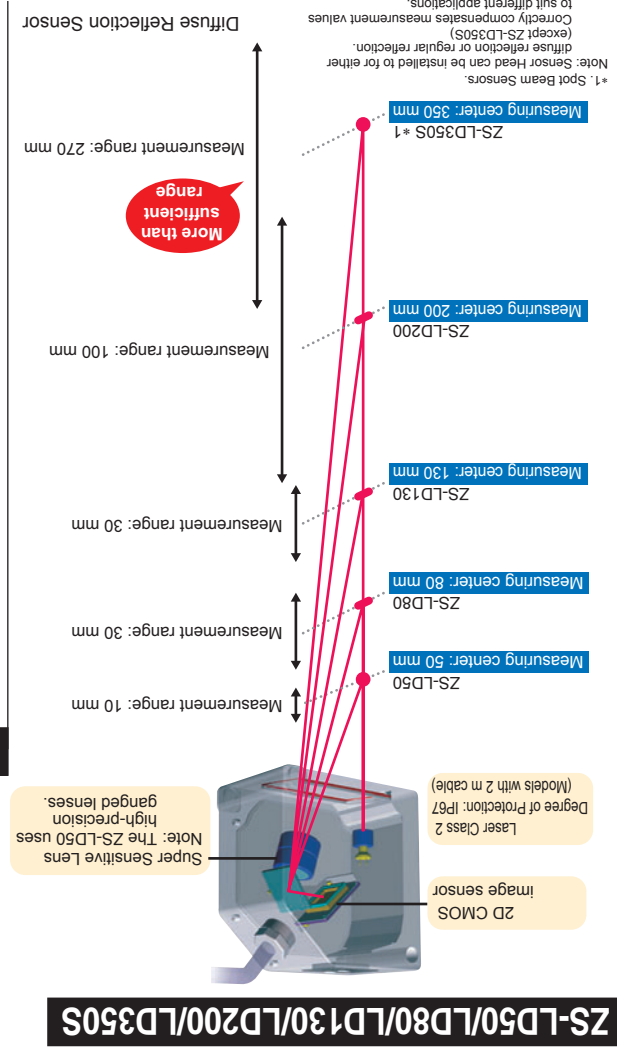 ZS-LD50/LD80/LD130/LD200/LD350S
2D CMOS
image sensor
Laser Class 2
Degree of Protection: IP67
(Models with 2 m cable)
Super Sensitive Lens
Note: The ZS-LD50 uses
high-precision
ganged lenses.
ZS-LD50
Measuring center: 50 mm
Measurement range: 10 mm
ZS-LD80
Measuring center: 80 mm
Measurement range: 30 mm
ZS-LD130
Measuring center: 130 mm
Measurement range: 30 mm
ZS-LD200
Measuring center: 200 mm
Measurement range: 100 mm
More than
sufficient
range
ZS-LD350S *1
Measuring center: 350 mm
Measurement range: 270 mm
*1. Spot Beam Sensors.
Note: Sensor Head can be installed to for either
diffuse reflection or regular reflection.
(except ZS-LD350S)
Correctly compensates measurement values
to suit different applications.
Diffuse Reflection Sensor